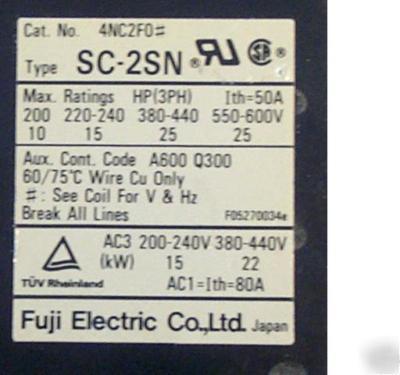 Cat. No. 4NC2F0#
Type SC-2SN ® RU SA ®
Max. Ratings HP(3PH) Ith=50A
200 220-240 380-440 550-600V
10 15 25 25
Aux. Cont. Code A600 Q300
60/75℃ Wire Cu Only
#: See Coil For V & Hz
Break All Lines F05270034e
AC3 200-240V 380-440V
(kW) 15 22
TÜV Rheinland AC1=Ith=80A
Fuji Electric Co.,Ltd. Japan